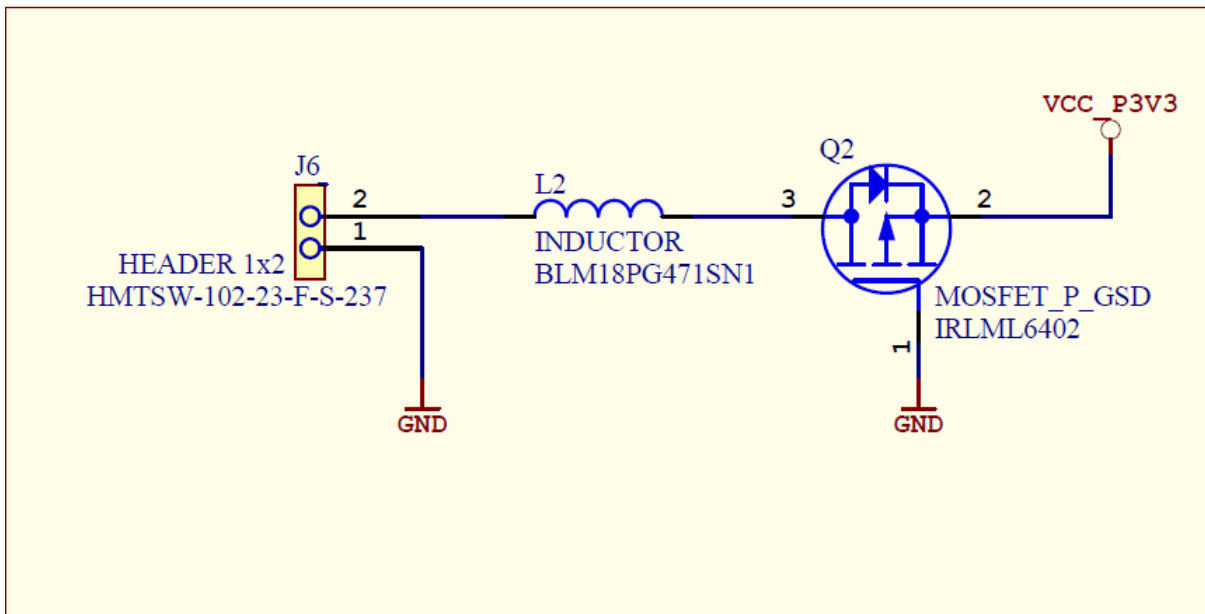 VCC_P3V3
J6
2
1
HEADER 1x2
HMTSW-102-23-F-S-237
GND
L2
INDUCTOR
BLM18PG471SN1
Q2
3
2
MOSFET_P_GSD
IRLML6402
1
GND